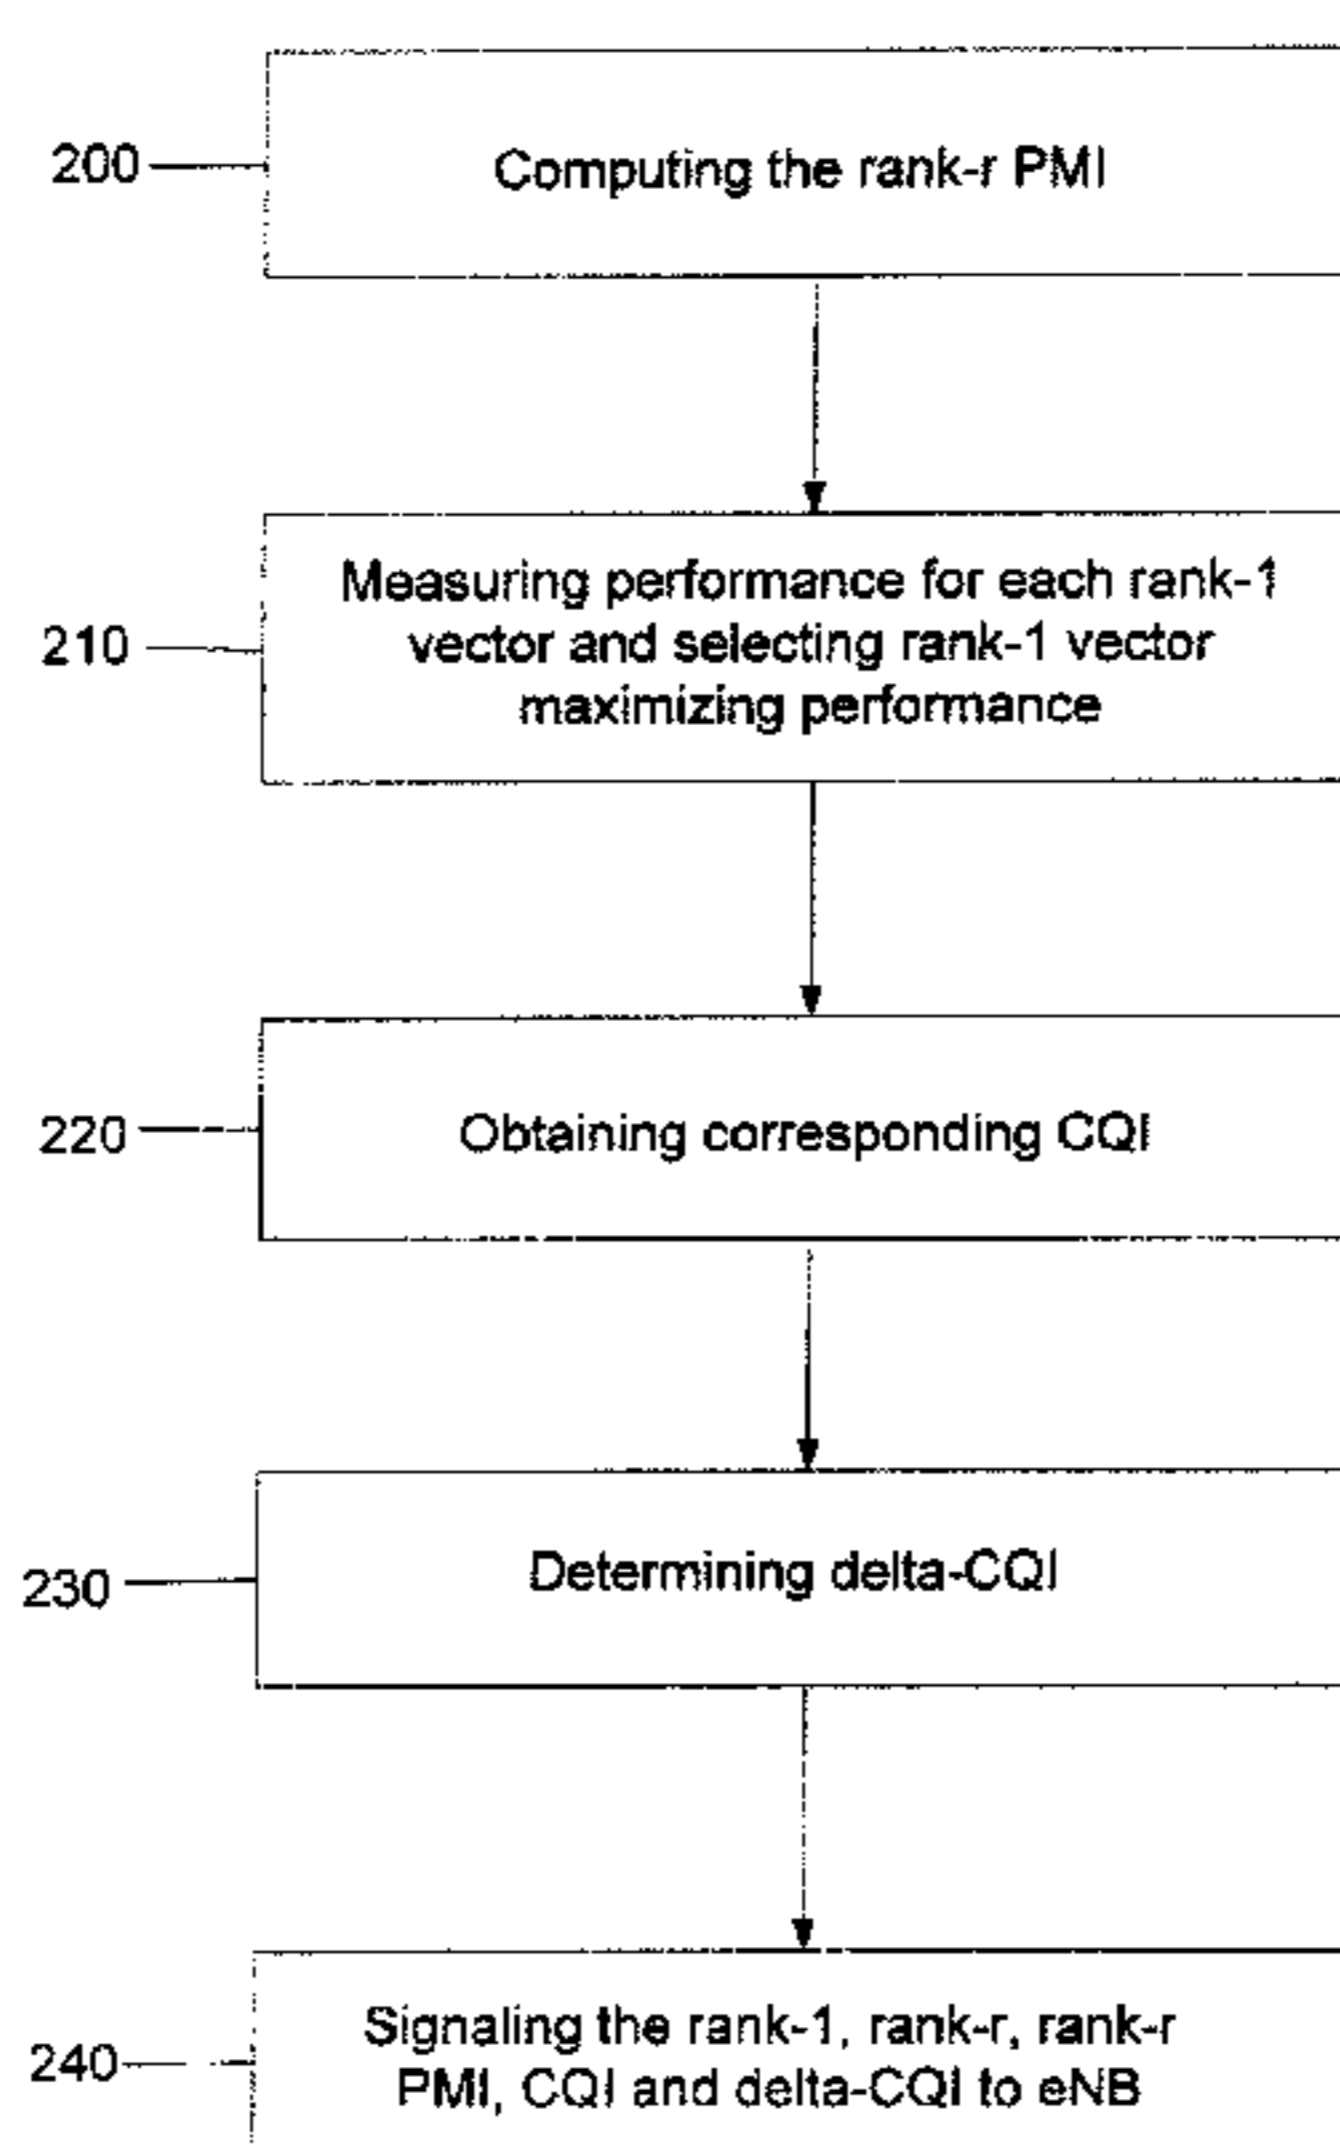 200
Computing the rank-r PMI
210
Measuring performance for each rank-1
vector and selecting rank-1 vector
maximizing performance
220
Obtaining corresponding CQI
230
Determining delta-CQI
240
Signaling the rank-1, rank-r, rank-r
PMI, CQI and delta-CQI to eNB